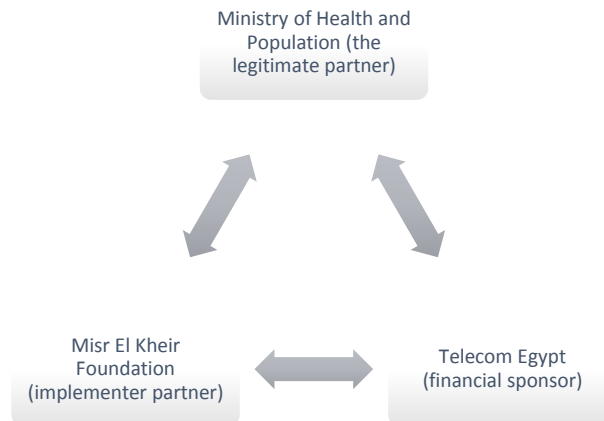 Ministry of Health and
Population (the
legitimate partner)
Misr El Kheir
Foundation
(implementer partner)
Telecom Egypt
(financial sponsor)